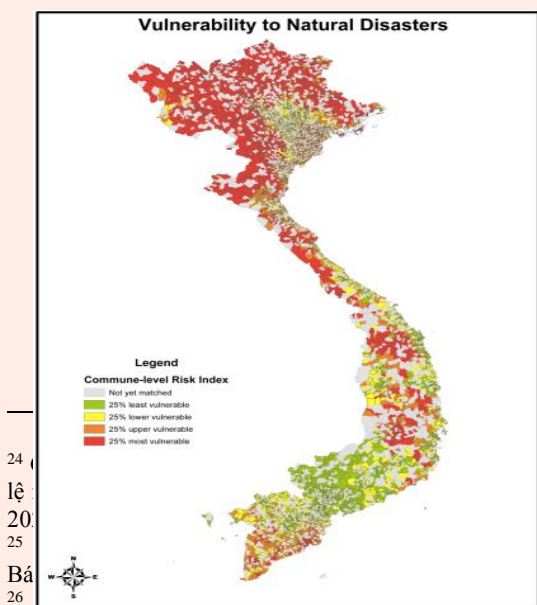 Vulnerability to Natural Disasters
Legend
Commune-level Risk Index
Not yet matched
25% least vulnerable
25% lower vulnerable
25% upper vulnerable
25% most vulnerable
24
lệ
20
25
Bá
26
N
W E
S